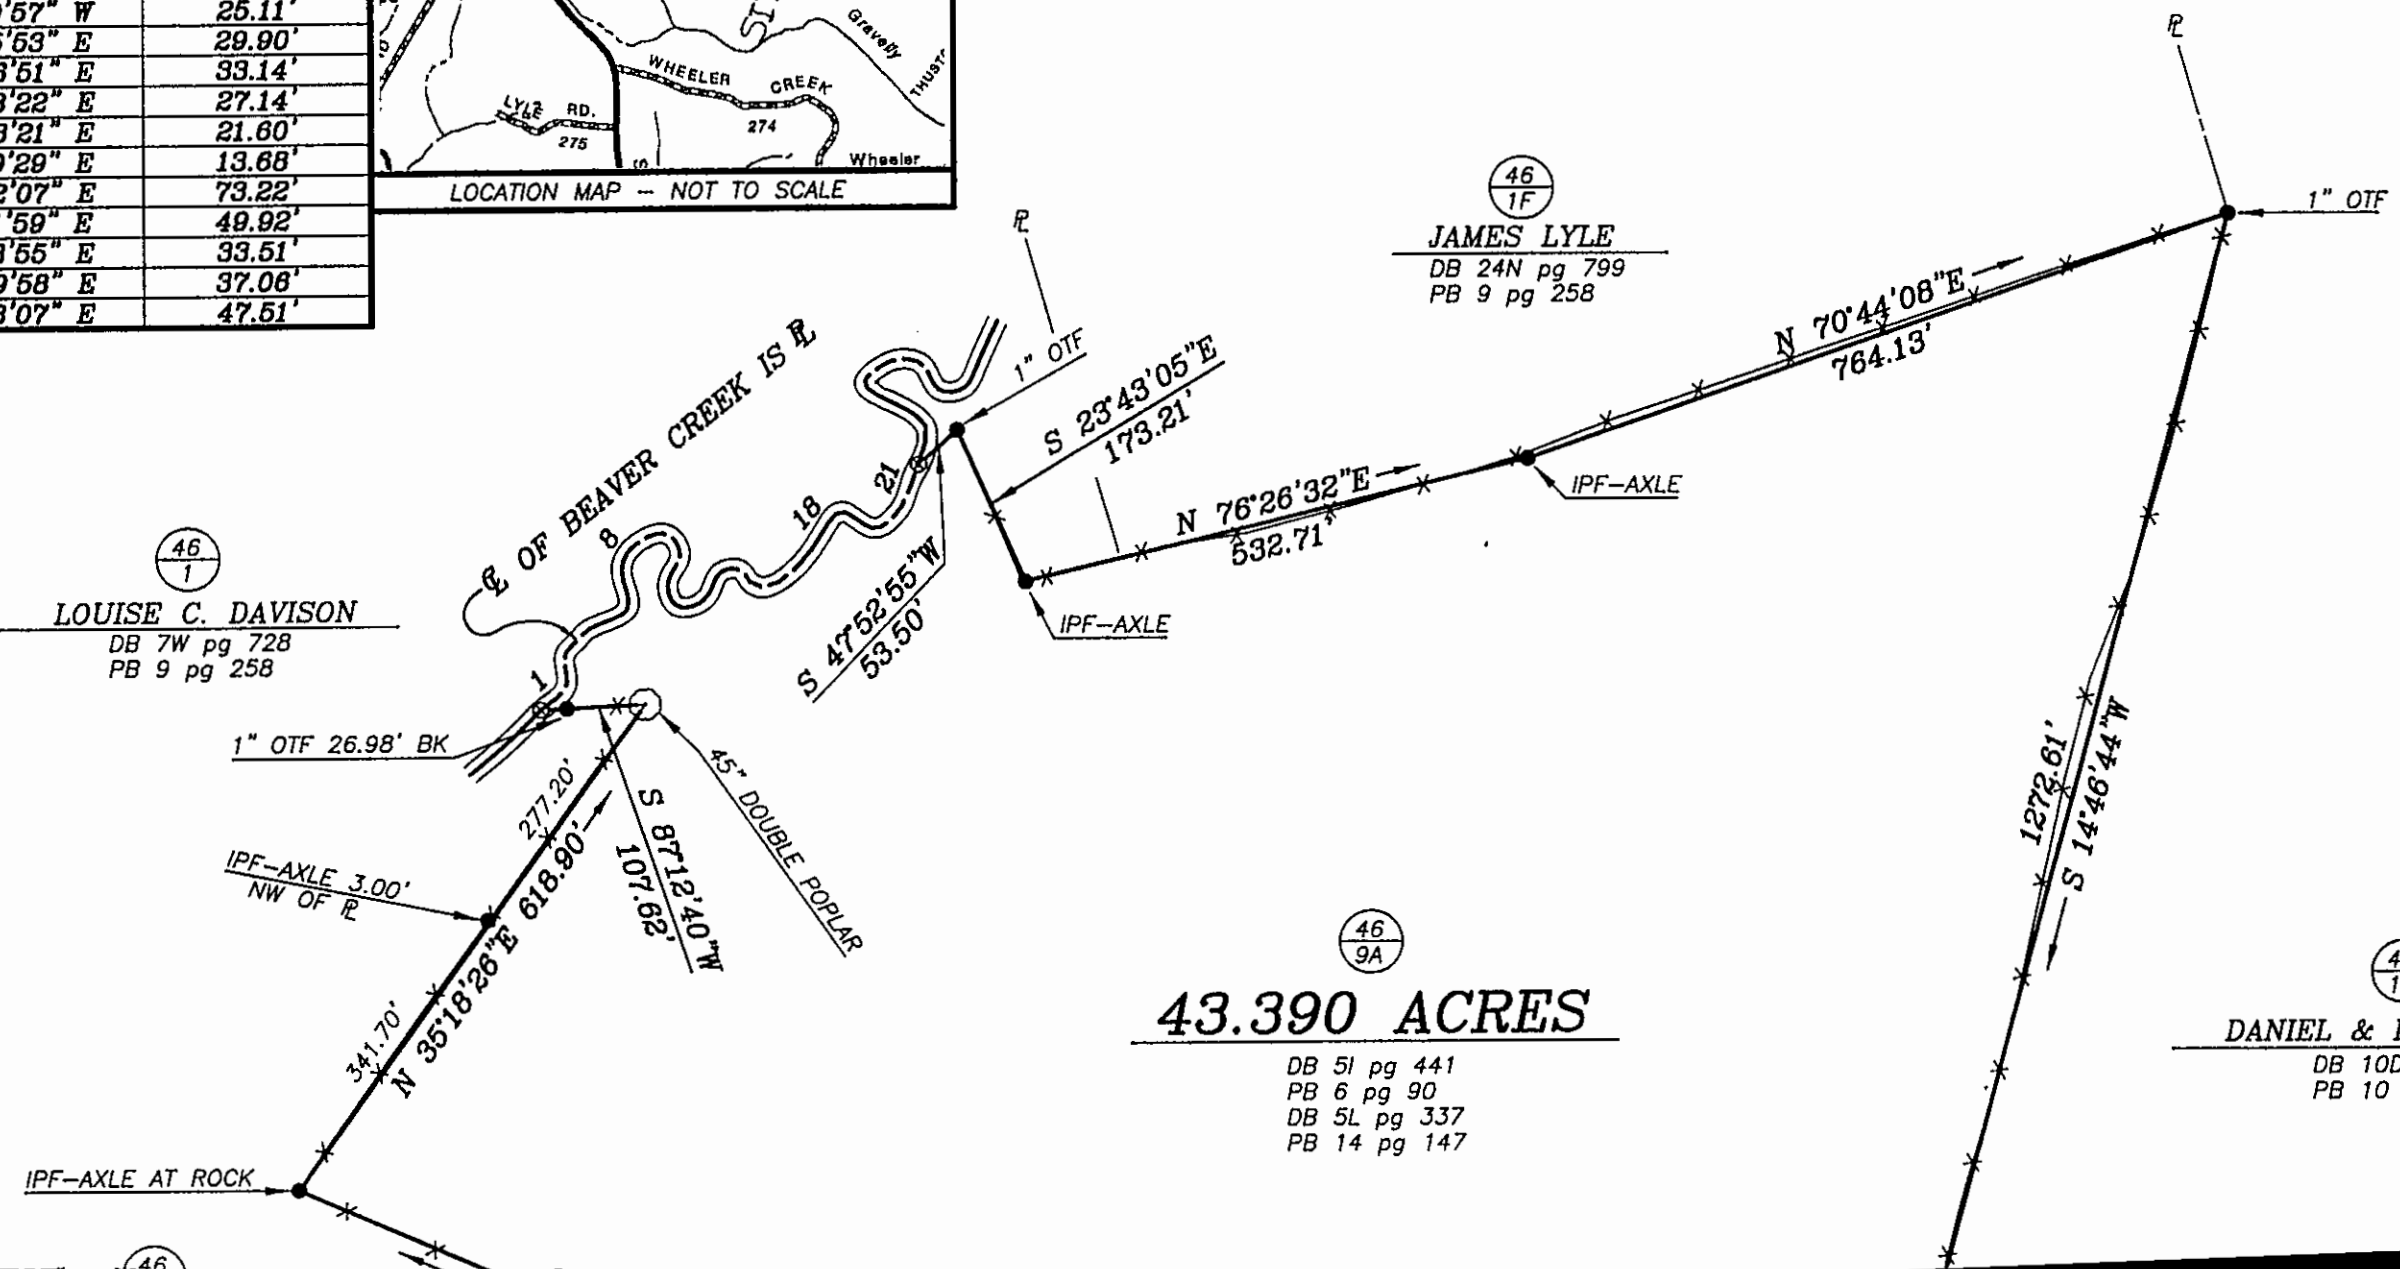 '57" W 25.11'
'53" E 29.90'
'51" E 33.14'
'22" E 27.14'
'21" E 21.60'
'29" E 13.68'
'07" E 73.22'
'59" E 49.92'
'55" E 33.51'
'58" E 37.06'
'07" E 47.51'
Gravelly
WHEELER CREEK
274
LYLE RD.
275
Wheeler
LOCATION MAP -- NOT TO SCALE
46
1F
JAMES LYLE
DB 24N pg 799
PB 9 pg 258
PL
1" OTF
PL
1" OTF
N 70°44'08"E
764.13'
S 23°43'05"E
173.21'
N 76°26'32"E
532.71'
IPF-AXLE
IPF-AXLE
CL OF BEAVER CREEK IS PL
1
8
18
21
S 47°52'55"W
53.50'
46
1
LOUISE C. DAVISON
DB 7W pg 728
PB 9 pg 258
1" OTF 26.98' BK
45" DOUBLE POPLAR
S 87°12'40"W
107.62'
277.20'
N 35°18'26"E 618.90'
341.70'
IPF-AXLE 3.00'
NW OF PL
IPF-AXLE AT ROCK
46
46
9A
43.390 ACRES
DB 5I pg 441
PB 6 pg 90
DB 5L pg 337
PB 14 pg 147
1272.61'
S 14°46'44"W
DANIEL &
DB 10D
PB 10